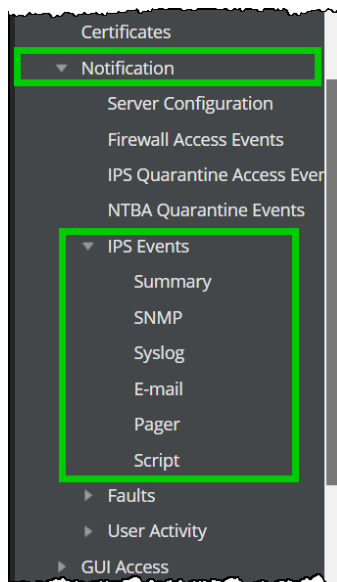 Certificates
Notification
Server Configuration
Firewall Access Events
IPS Quarantine Access Ever
NTBA Quarantine Events
IPS Events
Summary
SNMP
Syslog
E-mail
Pager
Script
Faults
User Activity
GUI Access